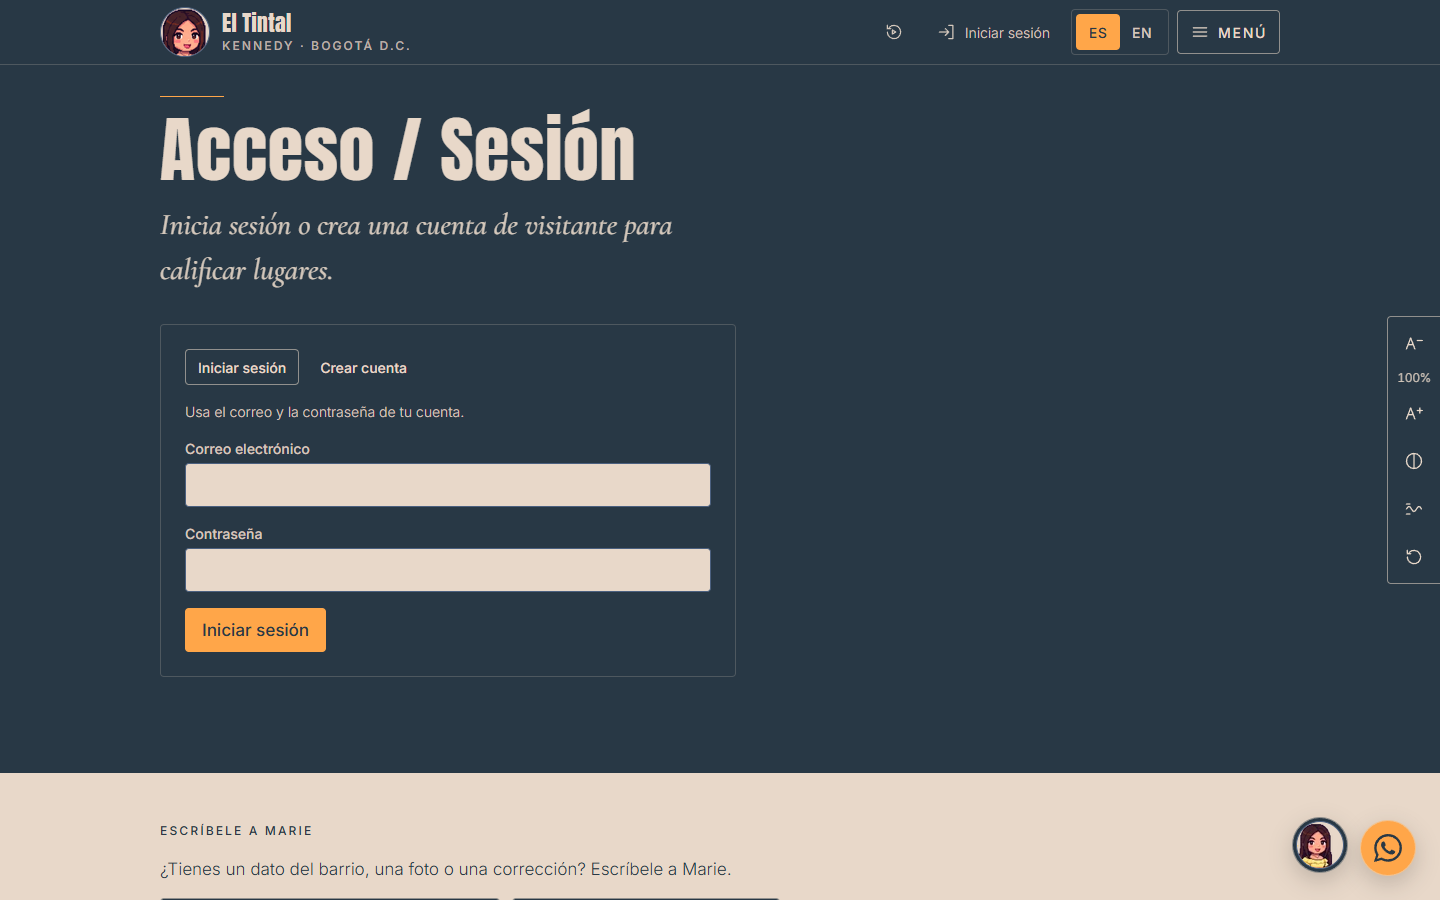 El Tintal
KENNEDY · BOGOTÁ D.C.
Iniciar sesión
ES
EN
MENÚ
Acceso / Sesión
Inicia sesión o crea una cuenta de visitante para
calificar lugares.
Iniciar sesión
Crear cuenta
Usa el correo y la contraseña de tu cuenta.
Correo electrónico
Contraseña
Iniciar sesión
A-
100%
A+
ESCRÍBELE A MARIE
¿Tienes un dato del barrio, una foto o una corrección? Escríbele a Marie.